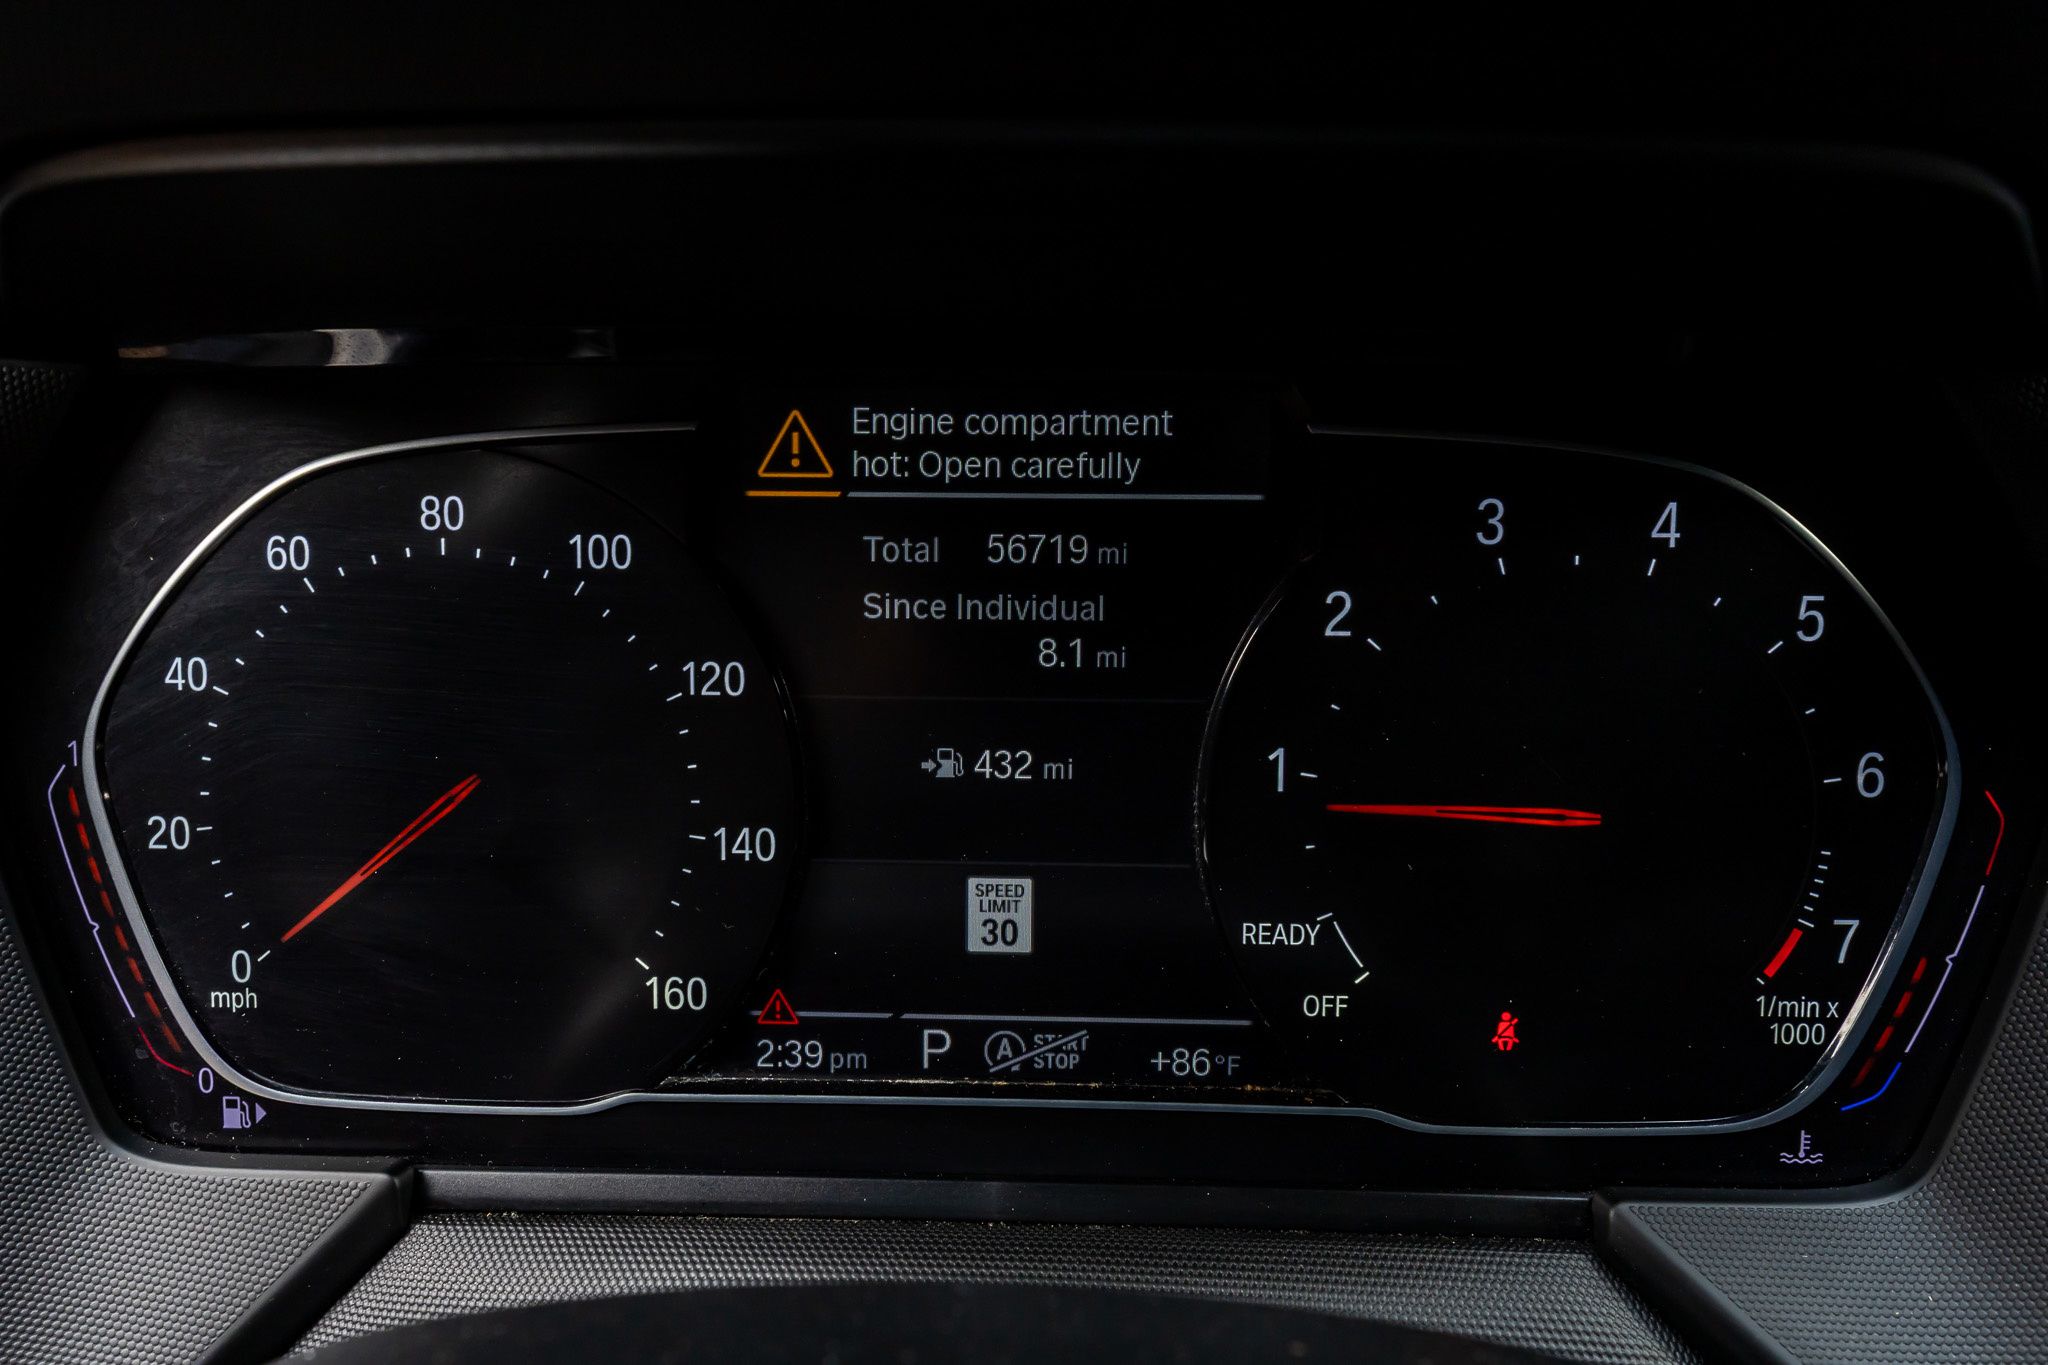 Engine compartment
hot: Open carefully
Total 56719 mi
Since Individual
8.1 mi
432 mi
SPEED
LIMIT
30
2:39 pm P A START STOP +86°F
0 20 40 60 80 100 120 140 160
mph
1
0
OFF READY 1 2 3 4 5 6 7
1/min x
1000